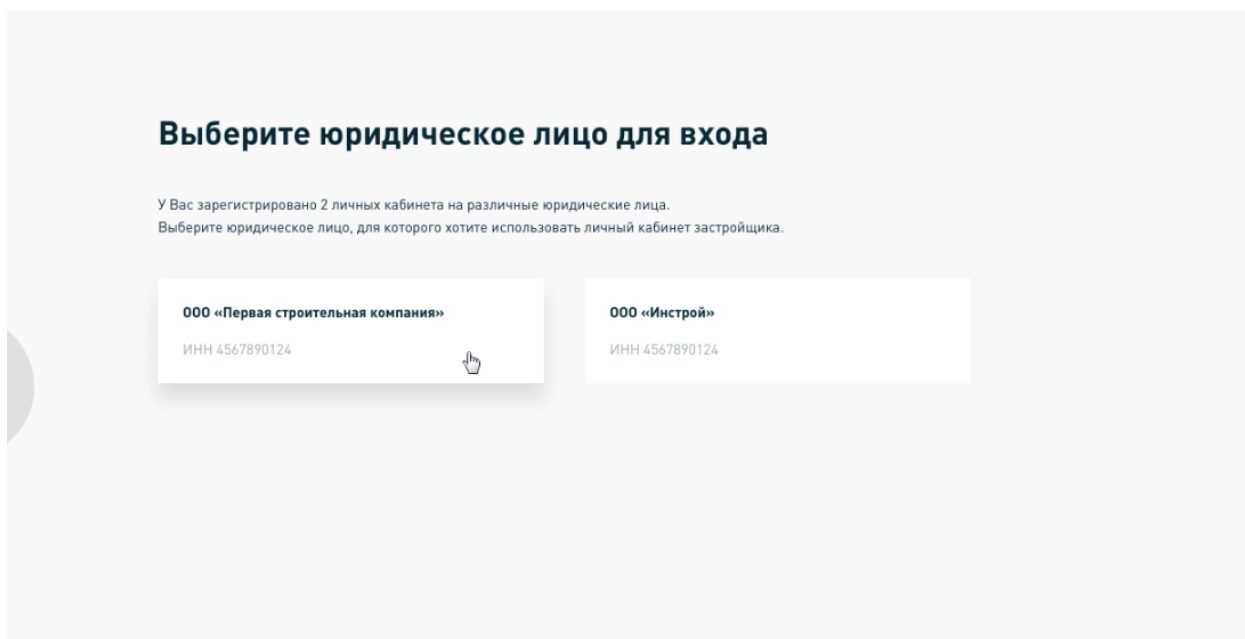 Выберите юридическое лицо для входа
У Вас зарегистрировано 2 личных кабинета на различные юридические лица.
Выберите юридическое лицо, для которого хотите использовать личный кабинет застройщика.
ООО «Первая строительная компания»
ИНН 4567890124
ООО «Инстрой»
ИНН 4567890124